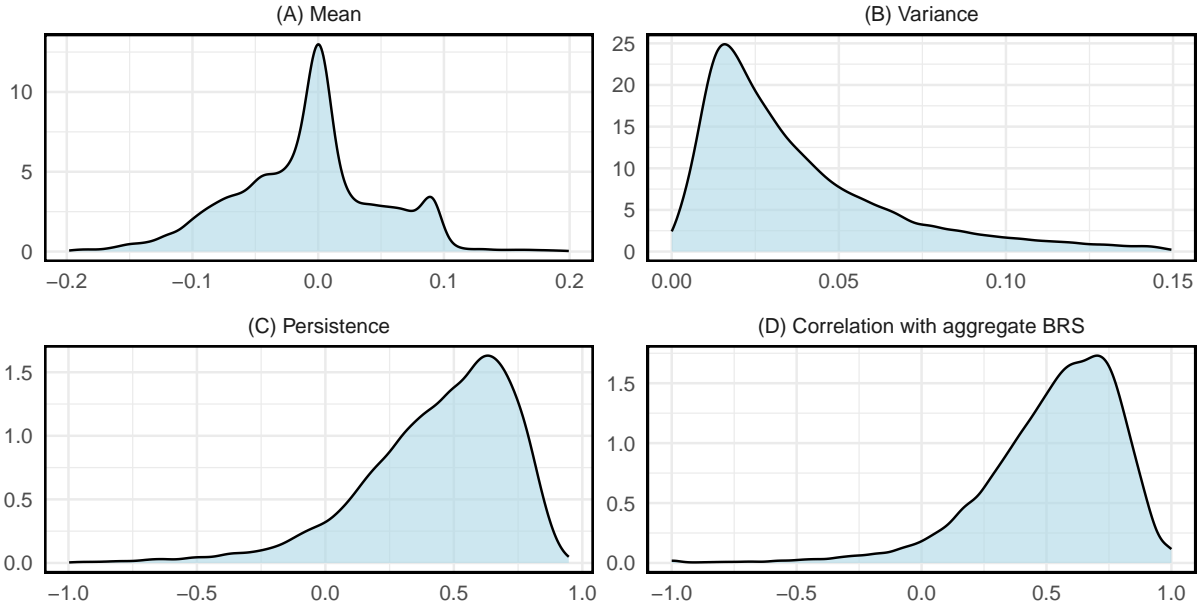 (A) Mean
10
5
0
−0.2 −0.1 0.0 0.1 0.2
(B) Variance
25
20
15
10
5
0
0.00 0.05 0.10 0.15
(C) Persistence
1.5
1.0
0.5
0.0
−1.0 −0.5 0.0 0.5 1.0
(D) Correlation with aggregate BRS
1.5
1.0
0.5
0.0
−1.0 −0.5 0.0 0.5 1.0